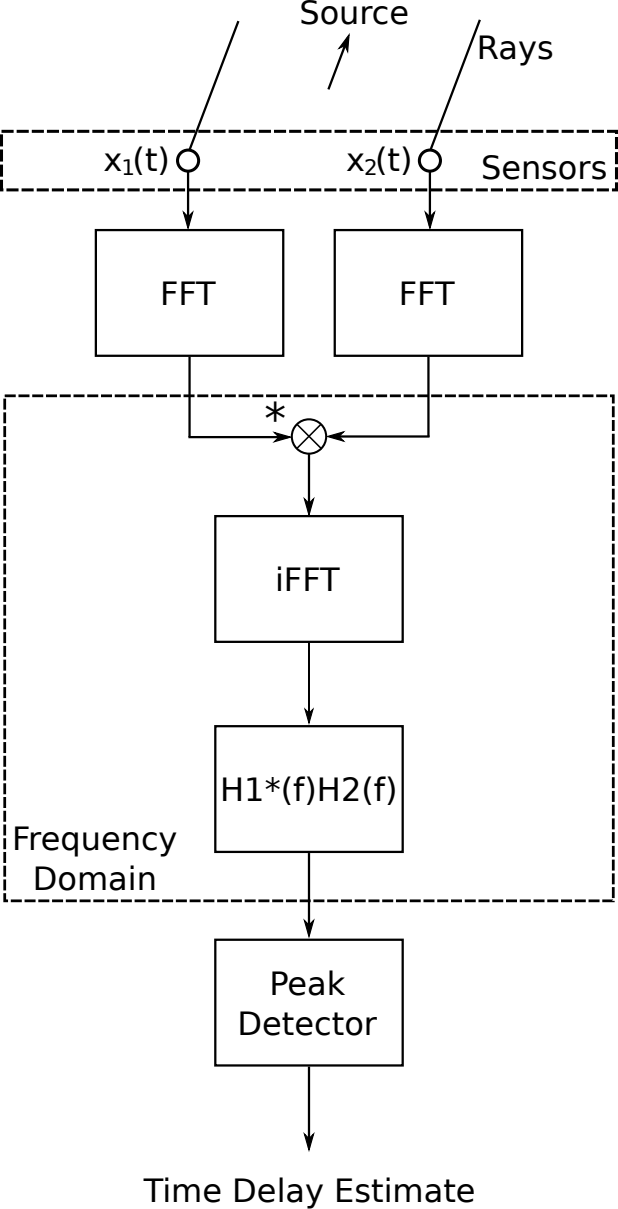 Source
Rays
x₁(t)
x₂(t)
Sensors
FFT
FFT
*
iFFT
H1*(f)H2(f)
Frequency
Domain
Peak
Detector
Time Delay Estimate